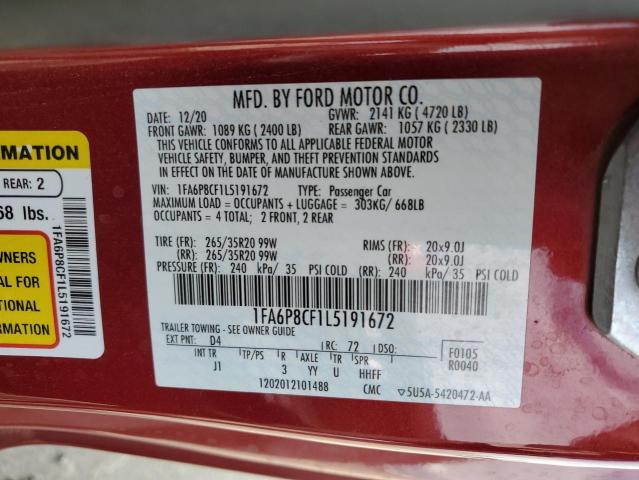 MFD. BY FORD MOTOR CO.
DATE: 12/20 GVWR: 2141 KG ( 4720 LB)
FRONT GAWR: 1089 KG ( 2400 LB) REAR GAWR: 1057 KG ( 2330 LB)
THIS VEHICLE CONFORMS TO ALL APPLICABLE FEDERAL MOTOR
VEHICLE SAFETY, BUMPER, AND THEFT PREVENTION STANDARDS
IN EFFECT ON THE DATE OF MANUFACTURE SHOWN ABOVE.
VIN: 1FA6P8CF1L5191672 TYPE: Passenger Car
MAXIMUM LOAD = OCCUPANTS + LUGGAGE = 303KG/ 668LB
OCCUPANTS = 4 TOTAL; 2 FRONT, 2 REAR
TIRE (FR): 265/35R20 99W RIMS (FR): 20x9.0J
(RR): 265/35R20 99W (RR): 20x9.0J
PRESSURE (FR): 240 kPa/ 35 PSI COLD (RR): 240 kPa/ 35 PSI COLD
1FA6P8CF1L5191672
TRAILER TOWING - SEE OWNER GUIDE
EXT PNT: D4 RC: 72 DSO: F0105
INT TR TP/PS R AXLE TR SPR R0040
J1 3 YY U HHFF
1202012101488 CMC 5U5A-5420472-AA
RMATION
REAR: 2
68 lbs.
WNERS
AL FOR
TIONAL
RMATION
1FA6P8CF1L5191672